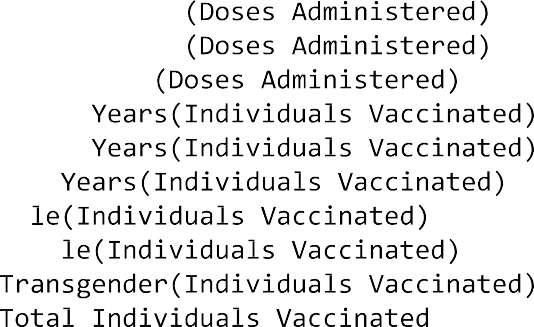 (Doses Administered)
(Doses Administered)
(Doses Administered)
Years(Individuals Vaccinated)
Years(Individuals Vaccinated)
Years(Individuals Vaccinated)
le(Individuals Vaccinated)
le(Individuals Vaccinated)
Transgender(Individuals Vaccinated)
Total Individuals Vaccinated